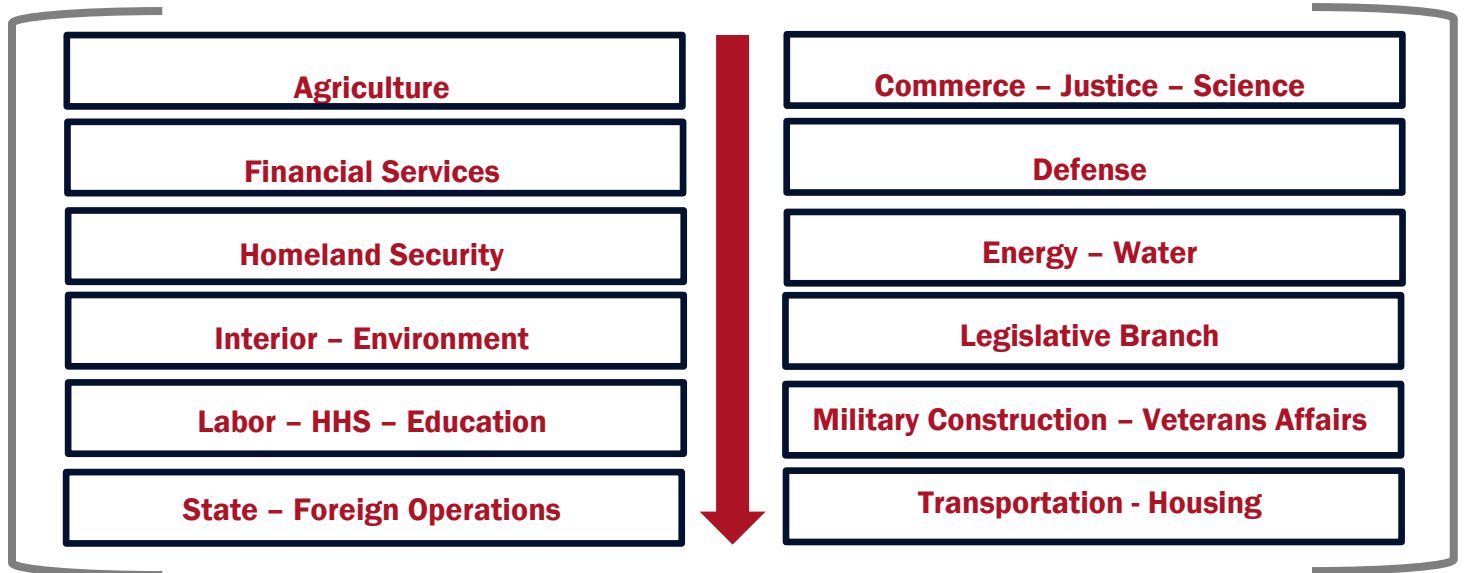 Agriculture
Commerce – Justice – Science
Financial Services
Defense
Homeland Security
Energy – Water
Interior – Environment
Legislative Branch
Labor – HHS – Education
Military Construction – Veterans Affairs
State – Foreign Operations
Transportation - Housing